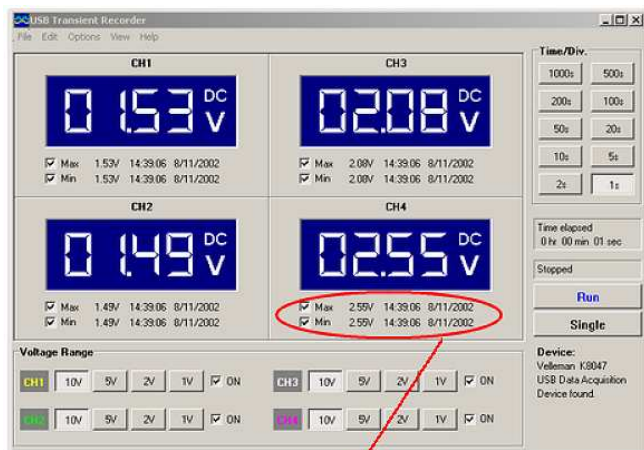 USB Transient Recorder
File Edit Options View Help
CH1
01.53 DC V
Max 1.53V 14:39:06 8/11/2002
Min 1.53V 14:39:06 8/11/2002
CH3
02.08 DC V
Max 2.08V 14:39:06 8/11/2002
Min 2.08V 14:39:06 8/11/2002
CH2
01.49 DC V
Max 1.49V 14:39:06 8/11/2002
Min 1.49V 14:39:06 8/11/2002
CH4
02.55 DC V
Max 2.55V 14:39:06 8/11/2002
Min 2.55V 14:39:06 8/11/2002
Time/Div.
1000s 500s
200s 100s
50s 20s
10s 5s
2s 1s
Time elapsed
0 hr 00 min 01 sec
Stopped
Run
Single
Device:
Velleman K8047
USB Data Acquisition
Device found.
Voltage Range
CH1 10V 5V 2V 1V ON
CH3 10V 5V 2V 1V ON
CH2 10V 5V 2V 1V ON
CH4 10V 5V 2V 1V ON